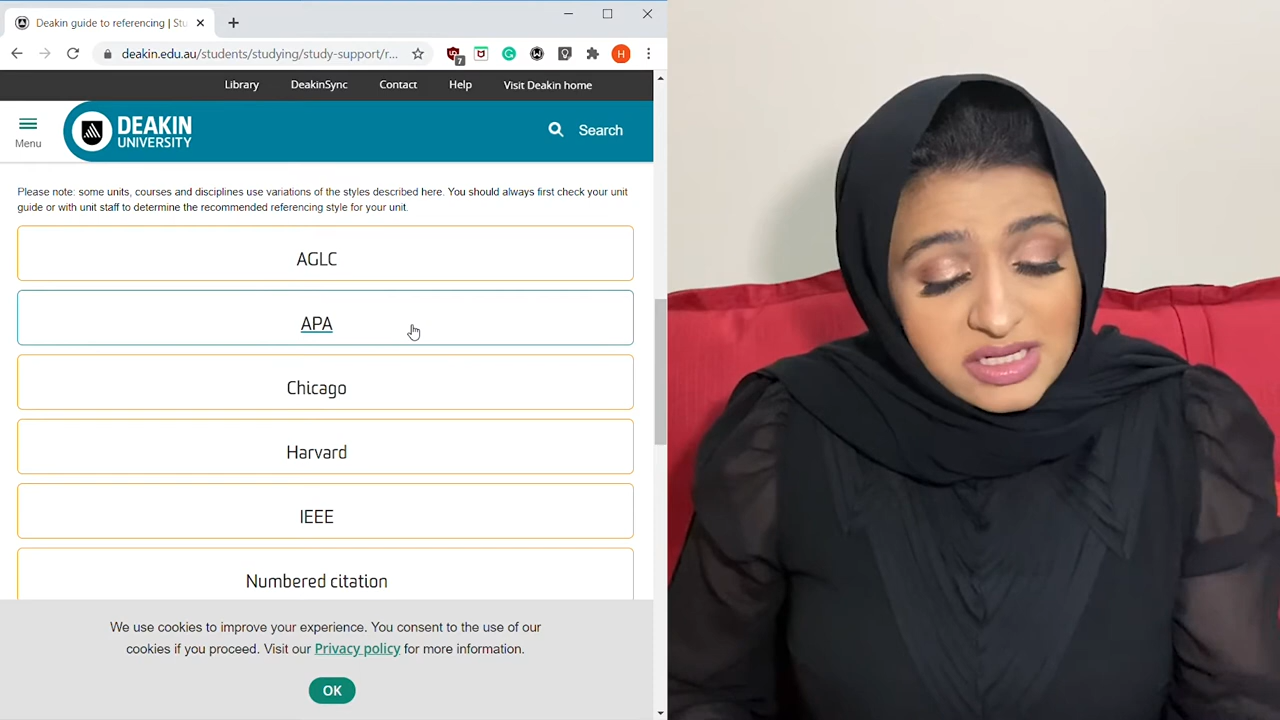 Deakin guide to referencing | Stu
deakin.edu.au/students/studying/study-support/r...
7
H
Library DeakinSync Contact Help Visit Deakin home
Menu
DEAKIN
UNIVERSITY
Search
Please note: some units, courses and disciplines use variations of the styles described here. You should always first check your unit
guide or with unit staff to determine the recommended referencing style for your unit.
AGLC
APA
Chicago
Harvard
IEEE
Numbered citation
We use cookies to improve your experience. You consent to the use of our
cookies if you proceed. Visit our Privacy policy for more information.
OK